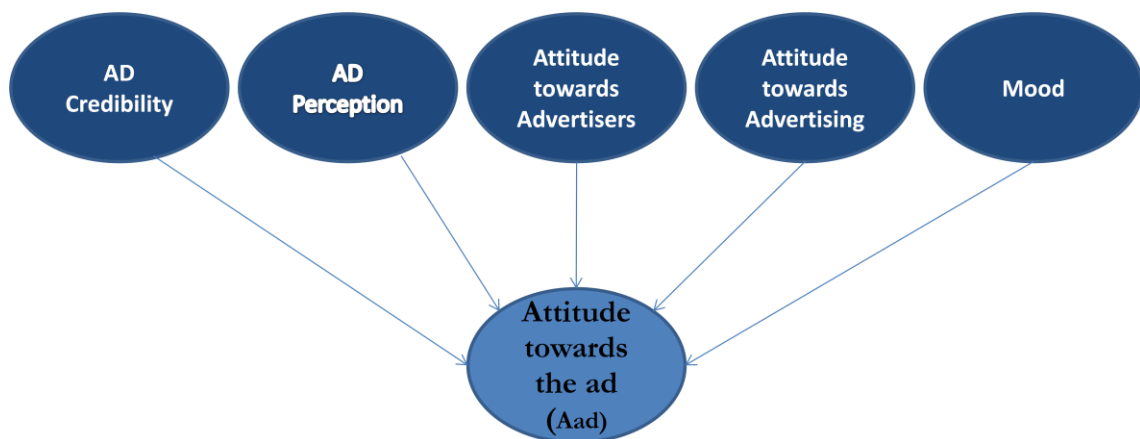 AD
Credibility
AD
Perception
Attitude
towards
Advertisers
Attitude
towards
Advertising
Mood
Attitude
towards
the ad
(Aad)